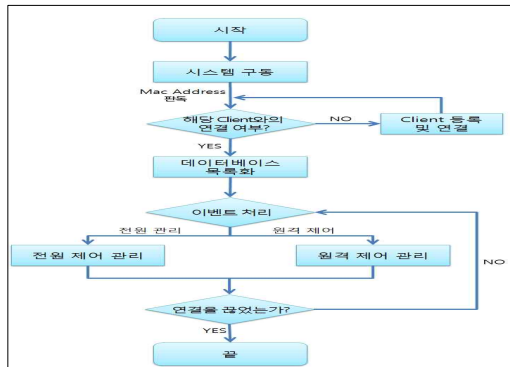 시작
시스템 구동
Mac Address
판독
해당 Client와의
연결 여부?
NO
Client 등록
및 연결
YES
데이터베이스
목록화
이벤트 처리
전원 관리
원격 제어
전원 제어 관리
원격 제어 관리
NO
연결을 끊었는가?
YES
끝